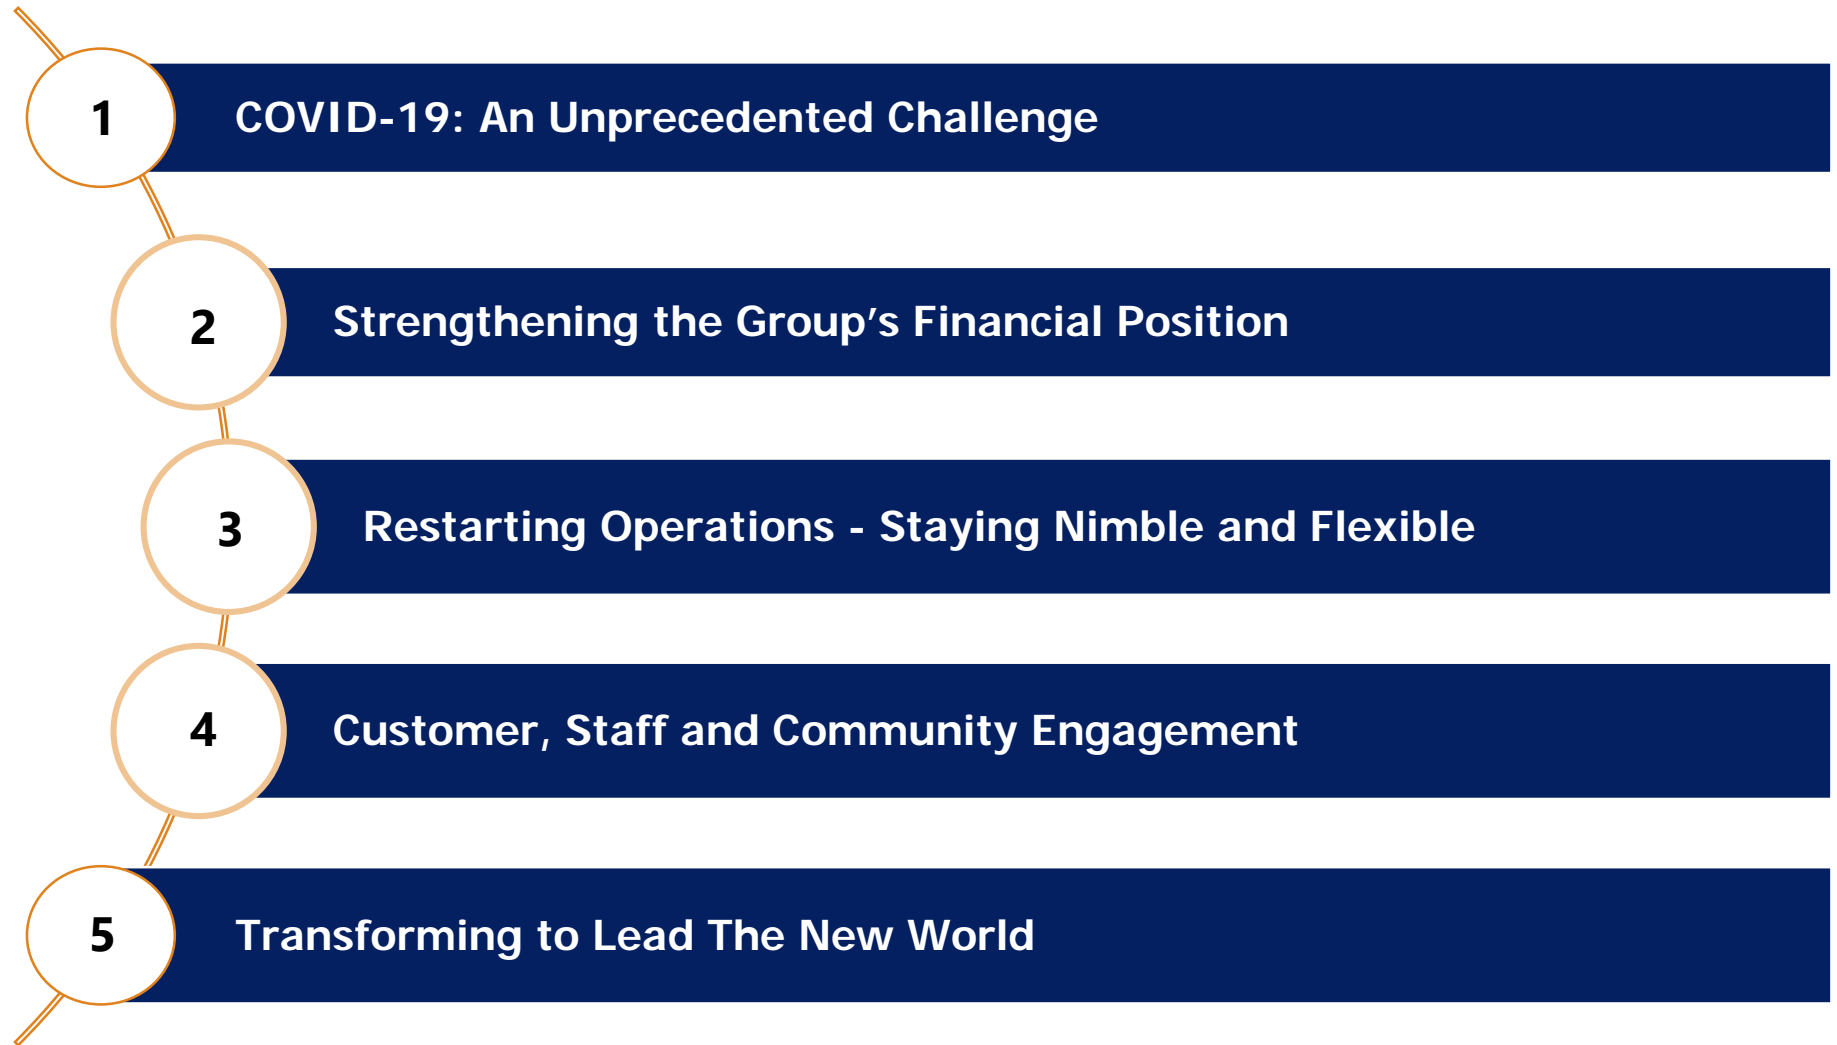 1
COVID-19: An Unprecedented Challenge
2
Strengthening the Group’s Financial Position
3
Restarting Operations - Staying Nimble and Flexible
4
Customer, Staff and Community Engagement
5
Transforming to Lead The New World